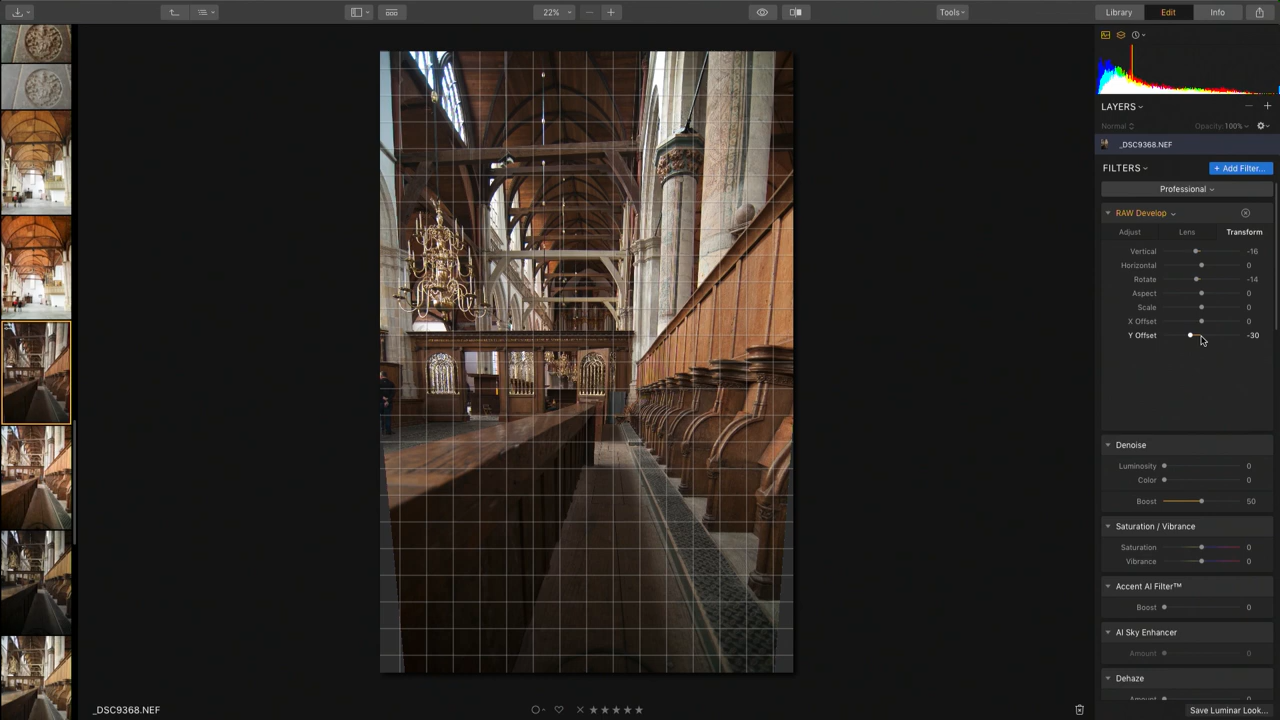 22%
Tools
Library
Edit
Info
LAYERS
Normal
Opacity: 100%
_DSC9368.NEF
FILTERS
+ Add Filter...
Professional
RAW Develop
Adjust
Lens
Transform
Vertical -16
Horizontal 0
Rotate -14
Aspect 0
Scale 0
X Offset 0
Y Offset -30
Denoise
Luminosity 0
Color 0
Boost 50
Saturation / Vibrance
Saturation 0
Vibrance 0
Accent AI Filter™
Boost 0
AI Sky Enhancer
Amount 0
Dehaze
Amount 0
_DSC9368.NEF
Save Luminar Look...